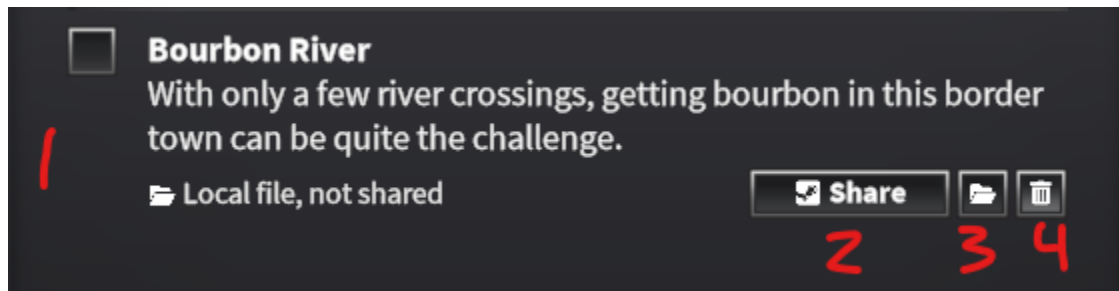 Bourbon River
With only a few river crossings, getting bourbon in this border
town can be quite the challenge.
1
Local file, not shared
Share
2 3 4